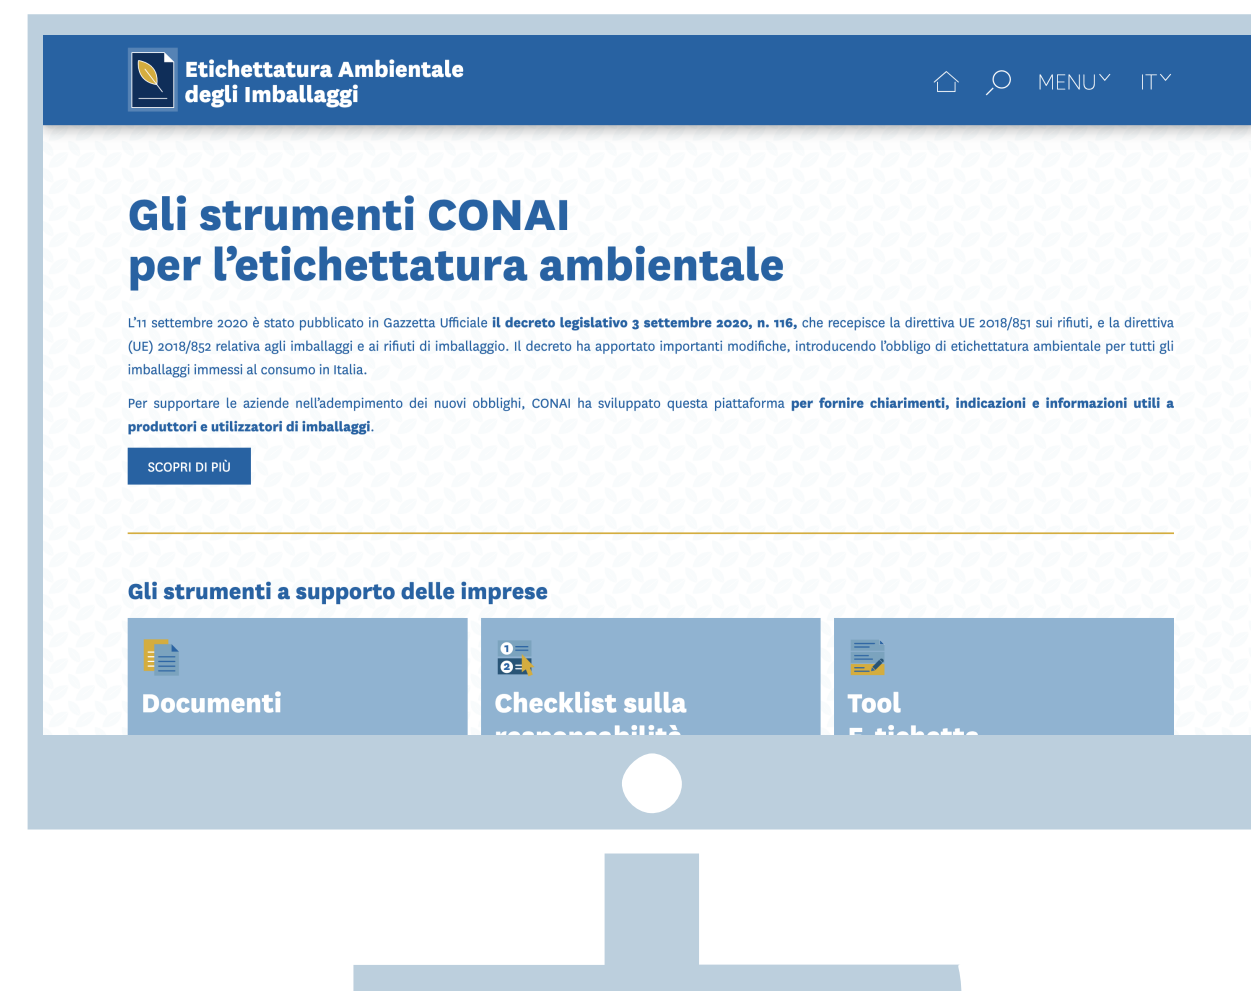 Etichettatura Ambientale
degli Imballaggi
MENU
IT
Gli strumenti CONAI
per l’etichettatura ambientale
L’11 settembre 2020 è stato pubblicato in Gazzetta Ufficiale il decreto legislativo 3 settembre 2020, n. 116, che recepisce la direttiva UE 2018/851 sui rifiuti, e la direttiva
(UE) 2018/852 relativa agli imballaggi e ai rifiuti di imballaggio. Il decreto ha apportato importanti modifiche, introducendo l’obbligo di etichettatura ambientale per tutti gli
imballaggi immessi al consumo in Italia.
Per supportare le aziende nell’adempimento dei nuovi obblighi, CONAI ha sviluppato questa piattaforma per fornire chiarimenti, indicazioni e informazioni utili a
produttori e utilizzatori di imballaggi.
SCOPRI DI PIÙ
Gli strumenti a supporto delle imprese
Documenti
1
2
Checklist sulla
responsabilità
Tool
E-tichetta